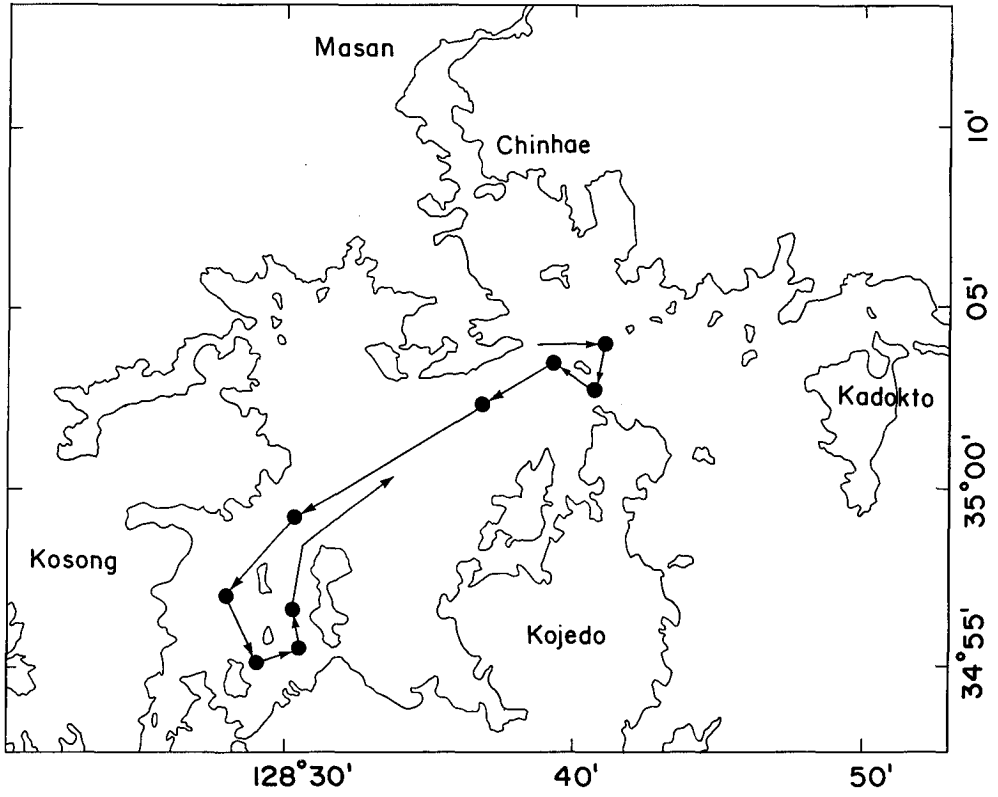 Masan
Chinhae
10'
05'
Kadokto
35°00'
Kosong
Kojedo
34°55'
128°30'
40'
50'